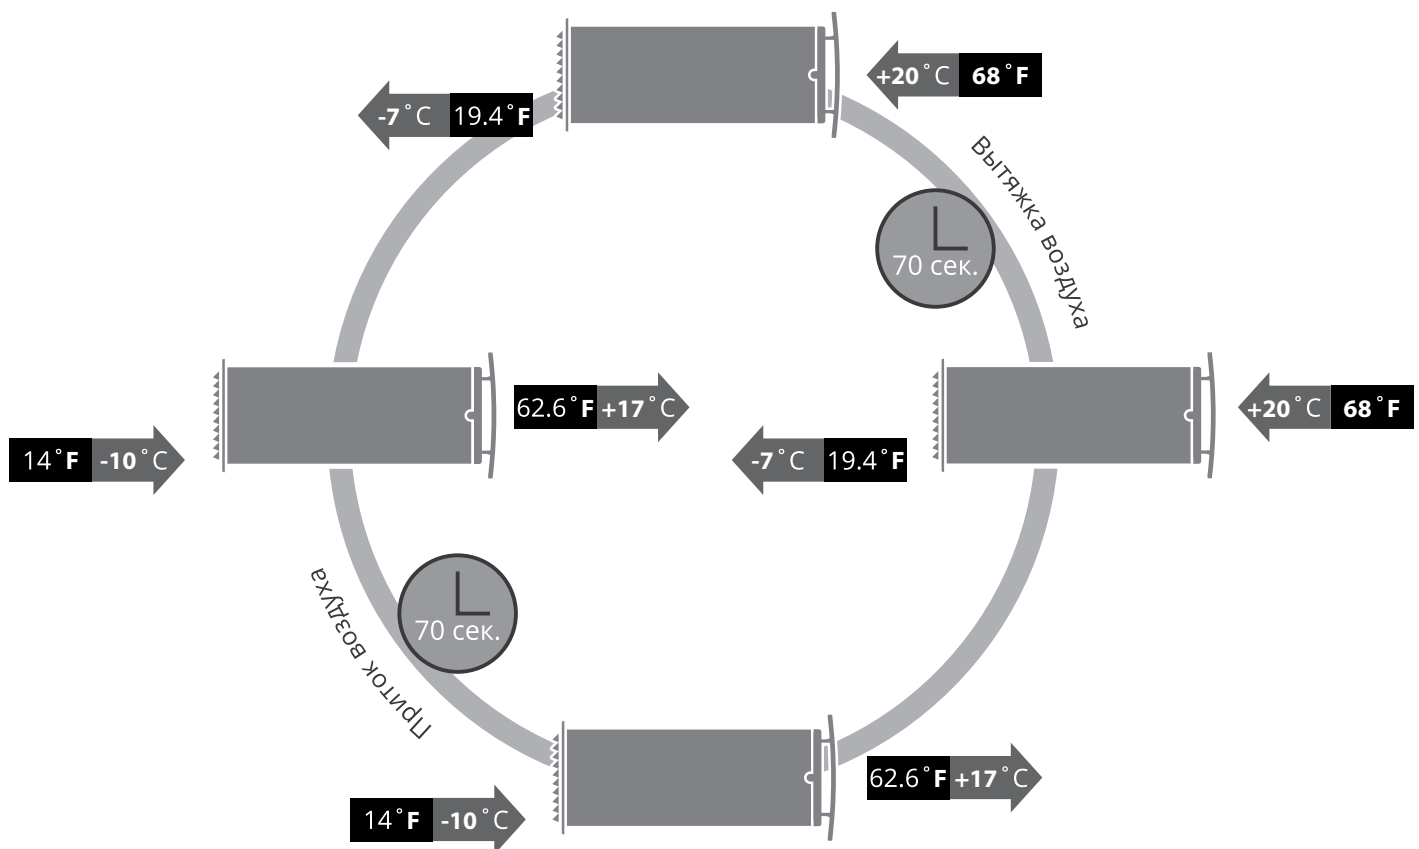 +20°C 68°F
-7°C 19.4°F
Вытяжка воздуха
70 сек.
62.6°F +17°C
+20°C 68°F
14°F -10°C
-7°C 19.4°F
70 сек.
Приток воздуха
62.6°F +17°C
14°F -10°C